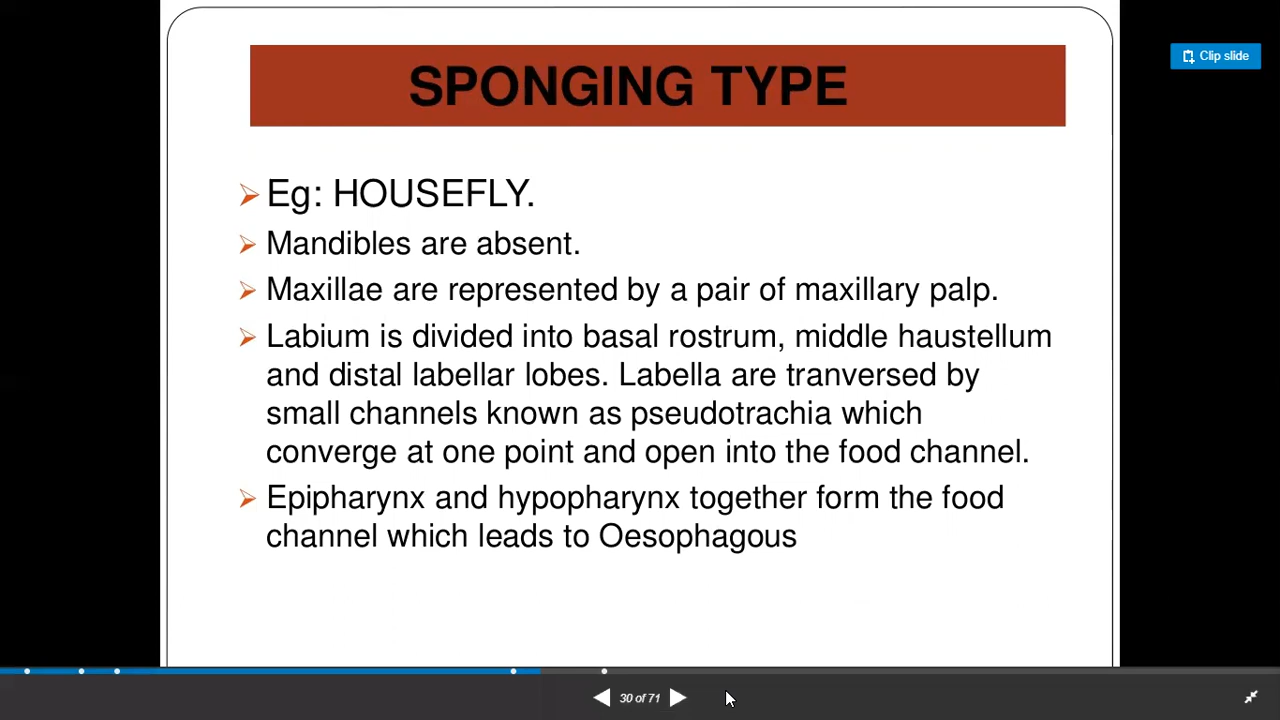 Clip slide
SPONGING TYPE
Eg: HOUSEFLY.
Mandibles are absent.
Maxillae are represented by a pair of maxillary palp.
Labium is divided into basal rostrum, middle haustellum
and distal labellar lobes. Labella are tranversed by
small channels known as pseudotrachia which
converge at one point and open into the food channel.
Epipharynx and hypopharynx together form the food
channel which leads to Oesophagous
30 of 71